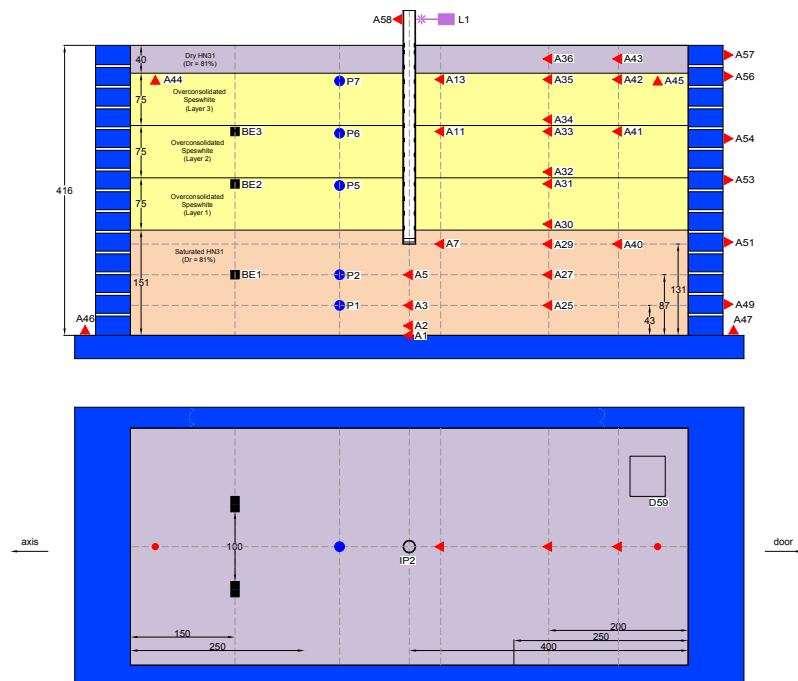 A58
L1
40
Dry HN31
(Dr = 81%)
A36
A43
A57
A44
P7
A13
A35
A42
A45
A56
75
Overconsolidated
Speswhite
(Layer 3)
A34
BE3
P6
A11
A33
A41
A54
75
Overconsolidated
Speswhite
(Layer 2)
A32
416
BE2
P5
A31
A53
75
Overconsolidated
Speswhite
(Layer 1)
A30
Saturated HN31
(Dr = 81%)
A7
A29
A40
A51
151
BE1
P2
A5
A27
131
P1
A3
A25
87
A49
43
A46
A2
A47
A1
D59
axis
100
IP2
door
150
200
250
250
400